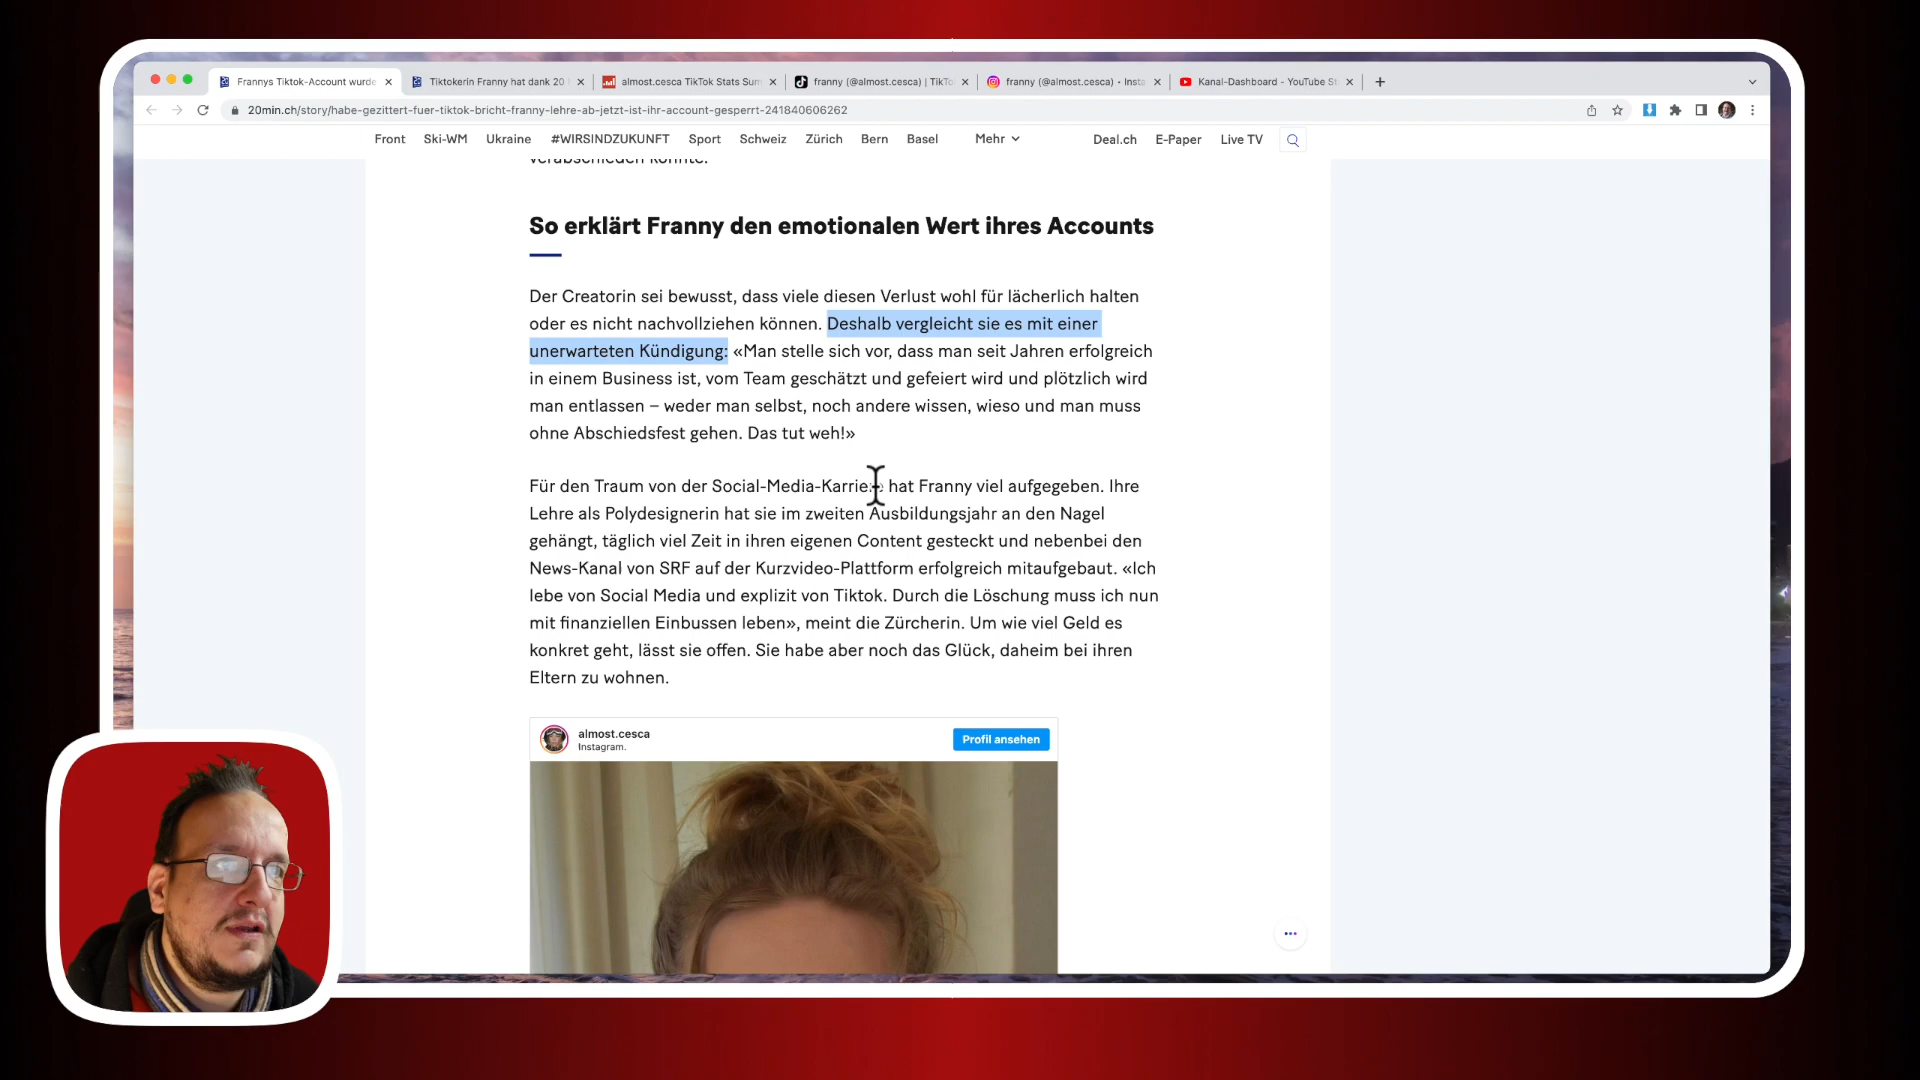 Frannys Tiktok-Account wurde
Tiktokerin Franny hat dank 20
almost.cesca TikTok Stats Sum
franny (@almost.cesca) | TikTo
franny (@almost.cesca) • Insta
Kanal-Dashboard - YouTube St
20min.ch/story/habe-gezittert-fuer-tiktok-bricht-franny-lehre-ab-jetzt-ist-ihr-account-gesperrt-241840606262
Front Ski-WM Ukraine #WIRSINDZUKUNFT Sport Schweiz Zürich Bern Basel Mehr Deal.ch E-Paper Live TV
verabschieden konnte.
So erklärt Franny den emotionalen Wert ihres Accounts
Der Creatorin sei bewusst, dass viele diesen Verlust wohl für lächerlich halten
oder es nicht nachvollziehen können. Deshalb vergleicht sie es mit einer
unerwarteten Kündigung: «Man stelle sich vor, dass man seit Jahren erfolgreich
in einem Business ist, vom Team geschätzt und gefeiert wird und plötzlich wird
man entlassen – weder man selbst, noch andere wissen, wieso und man muss
ohne Abschiedsfest gehen. Das tut weh!»
Für den Traum von der Social-Media-Karriere hat Franny viel aufgegeben. Ihre
Lehre als Polydesignerin hat sie im zweiten Ausbildungsjahr an den Nagel
gehängt, täglich viel Zeit in ihren eigenen Content gesteckt und nebenbei den
News-Kanal von SRF auf der Kurzvideo-Plattform erfolgreich mitaufgebaut. «Ich
lebe von Social Media und explizit von Tiktok. Durch die Löschung muss ich nun
mit finanziellen Einbussen leben», meint die Zürcherin. Um wie viel Geld es
konkret geht, lässt sie offen. Sie habe aber noch das Glück, daheim bei ihren
Eltern zu wohnen.
almost.cesca
Instagram.
Profil ansehen